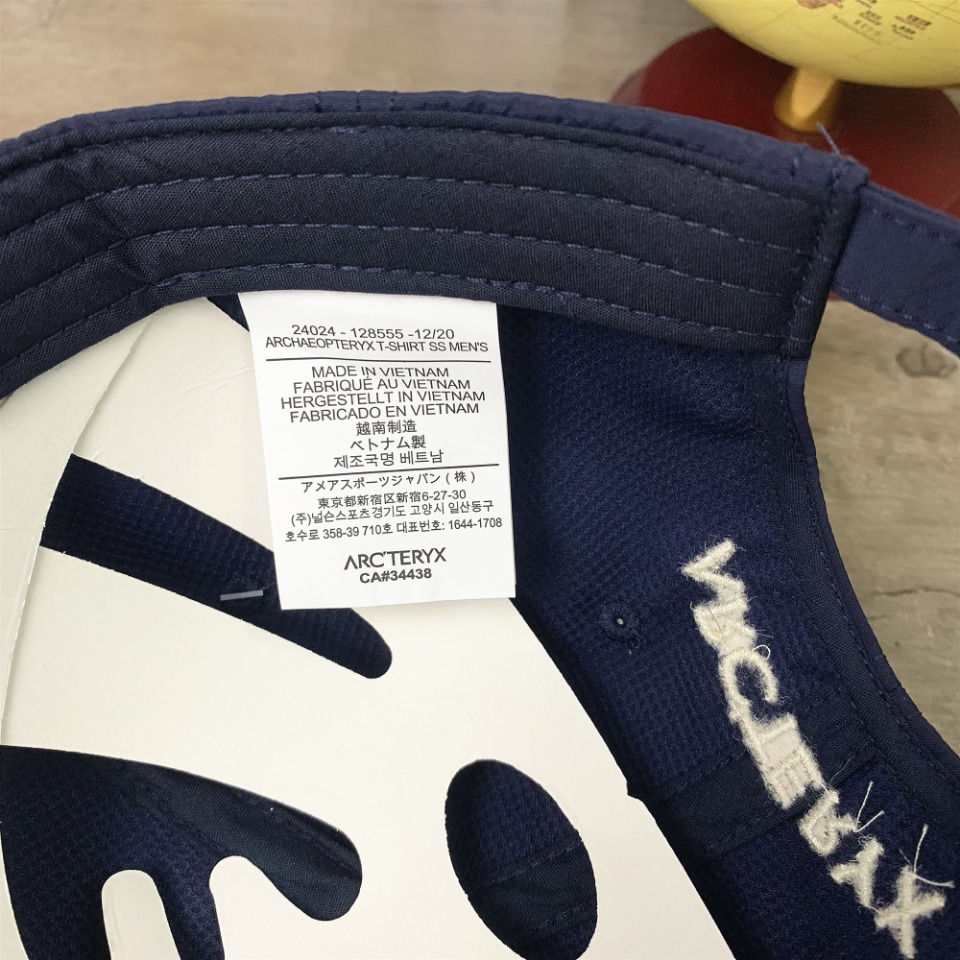 24024 - 128555 -12/20
ARCHAEOPTERYX T-SHIRT SS MEN'S
MADE IN VIETNAM
FABRIQUÉ AU VIETNAM
HERGESTELLT IN VIETNAM
FABRICADO EN VIETNAM
越南制造
ベトナム製
제조국명 베트남
アメアスポーツジャパン（株）
東京都新宿区新宿6-27-30
(주)넬슨스포츠경기도 고양시 일산동구
호수로 358-39 710호 대표번호: 1644-1708
ARC'TERYX
CA#34438